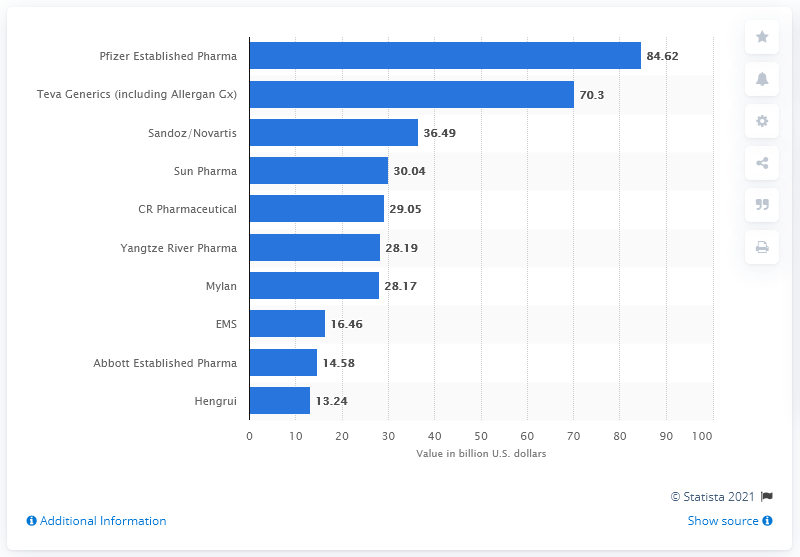 Pfizer Established Pharma 84.62
Teva Generics (including Allergan Gx) 70.3
Sandoz/Novartis 36.49
Sun Pharma 30.04
CR Pharmaceutical 29.05
Yangtze River Pharma 28.19
Mylan 28.17
EMS 16.46
Abbott Established Pharma 14.58
Hengrui 13.24
0 10 20 30 40 50 60 70 80 90 100
Value in billion U.S. dollars
© Statista 2021
Additional Information Show source